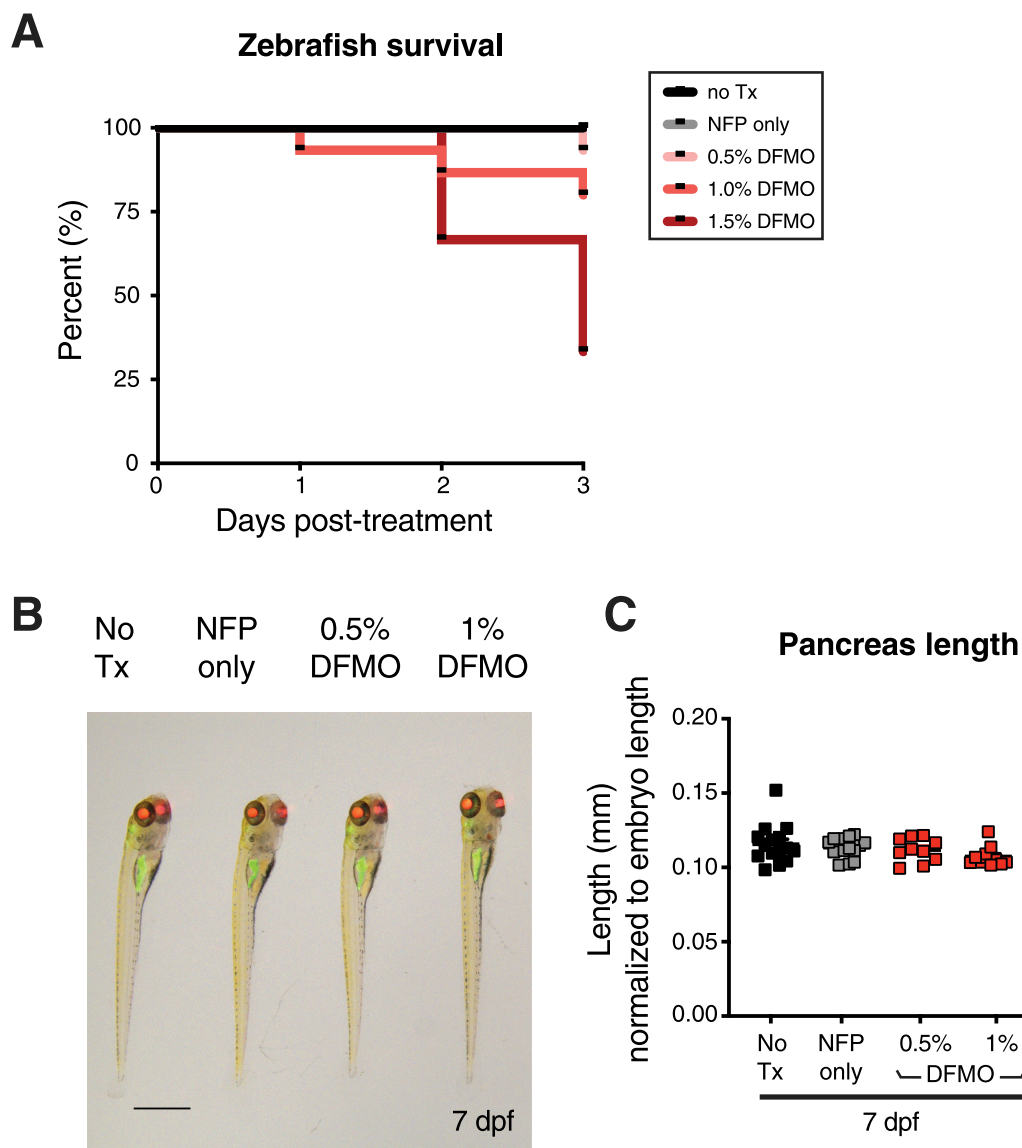 A
Zebrafish survival
no Tx
NFP only
0.5% DFMO
1.0% DFMO
1.5% DFMO
Percent (%)
100
75
50
25
0
0 1 2 3
Days post-treatment
B
No Tx
NFP only
0.5% DFMO
1% DFMO
7 dpf
C
Pancreas length
Length (mm)
normalized to embryo length
0.20
0.15
0.10
0.05
0.00
No Tx
NFP only
0.5% 1%
DFMO
7 dpf